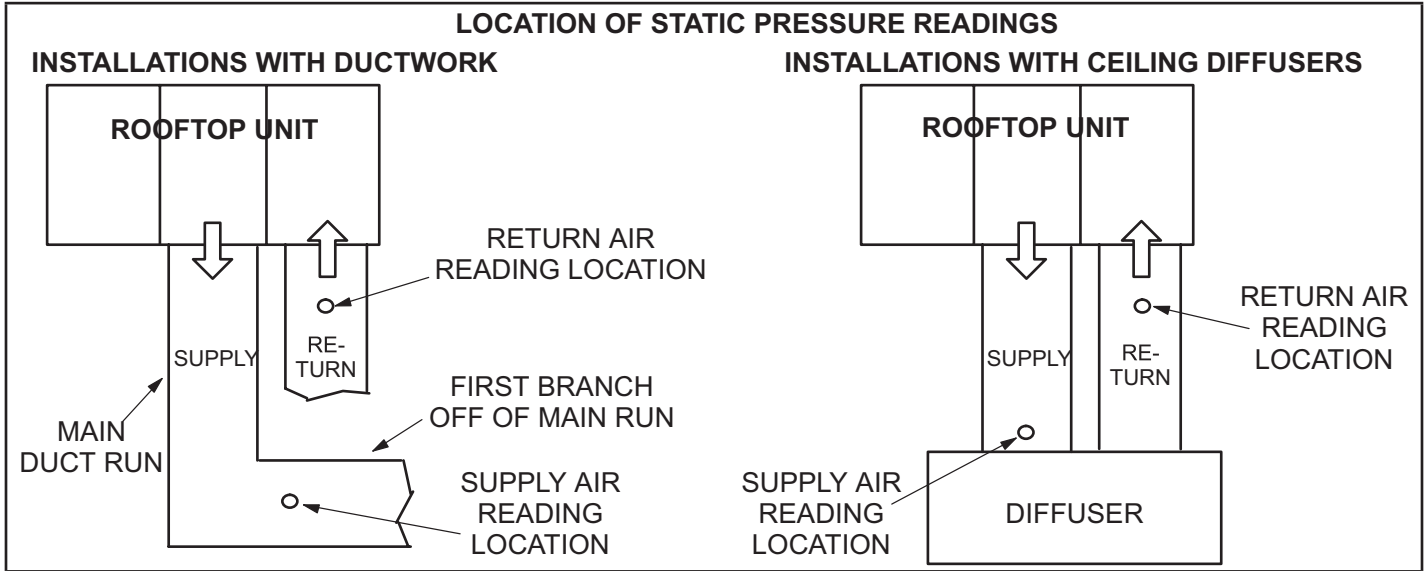 LOCATION OF STATIC PRESSURE READINGS
INSTALLATIONS WITH DUCTWORK
ROOFTOP UNIT
RETURN AIR
READING LOCATION
SUPPLY
RE-
TURN
MAIN
DUCT RUN
FIRST BRANCH
OFF OF MAIN RUN
SUPPLY AIR
READING
LOCATION
INSTALLATIONS WITH CEILING DIFFUSERS
ROOFTOP UNIT
RETURN AIR
READING
LOCATION
SUPPLY
RE-
TURN
SUPPLY AIR
READING
LOCATION
DIFFUSER